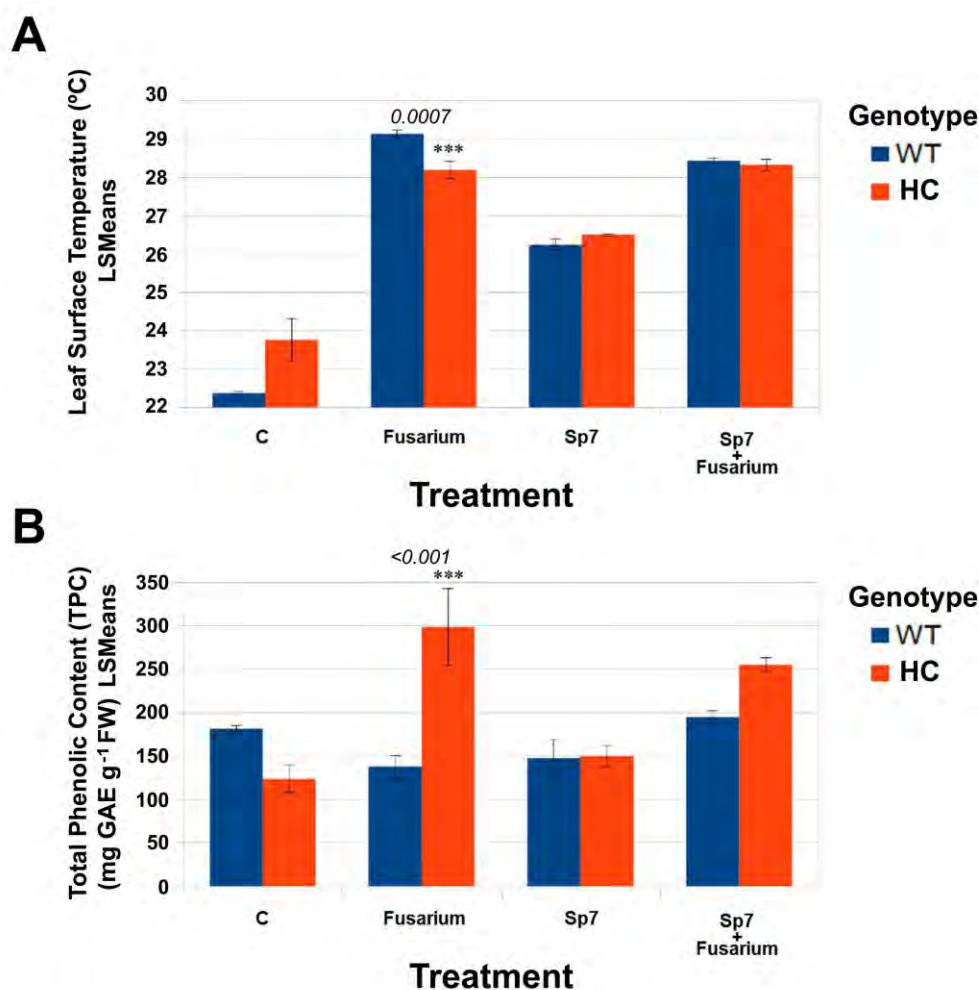 A
Leaf Surface Temperature (ºC)
LSMeans
30
29
28
27
26
25
24
23
22
0.0007
***
C
Fusarium
Sp7
Sp7
+
Fusarium
Treatment
Genotype
WT
HC
B
Total Phenolic Content (TPC)
(mg GAE g⁻¹ FW) LSMeans
350
300
250
200
150
100
50
0
<0.001
***
C
Fusarium
Sp7
Sp7
+
Fusarium
Treatment
Genotype
WT
HC